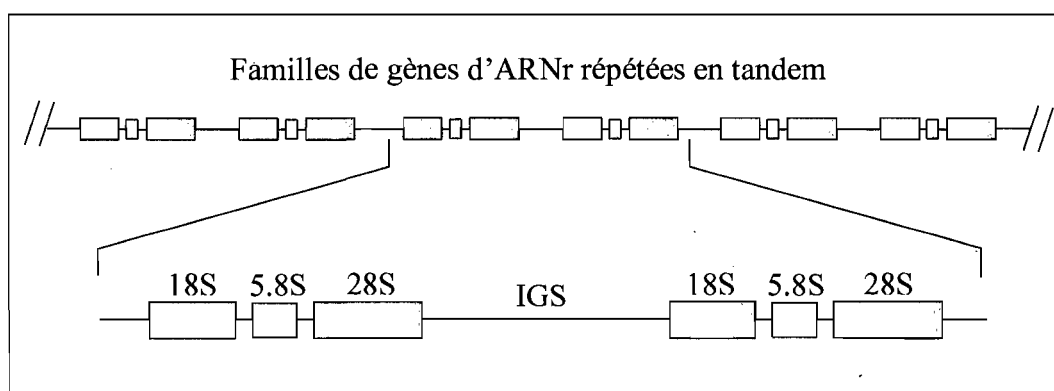 Familles de gènes d'ARNr répétées en tandem
18S 5.8S 28S IGS 18S 5.8S 28S